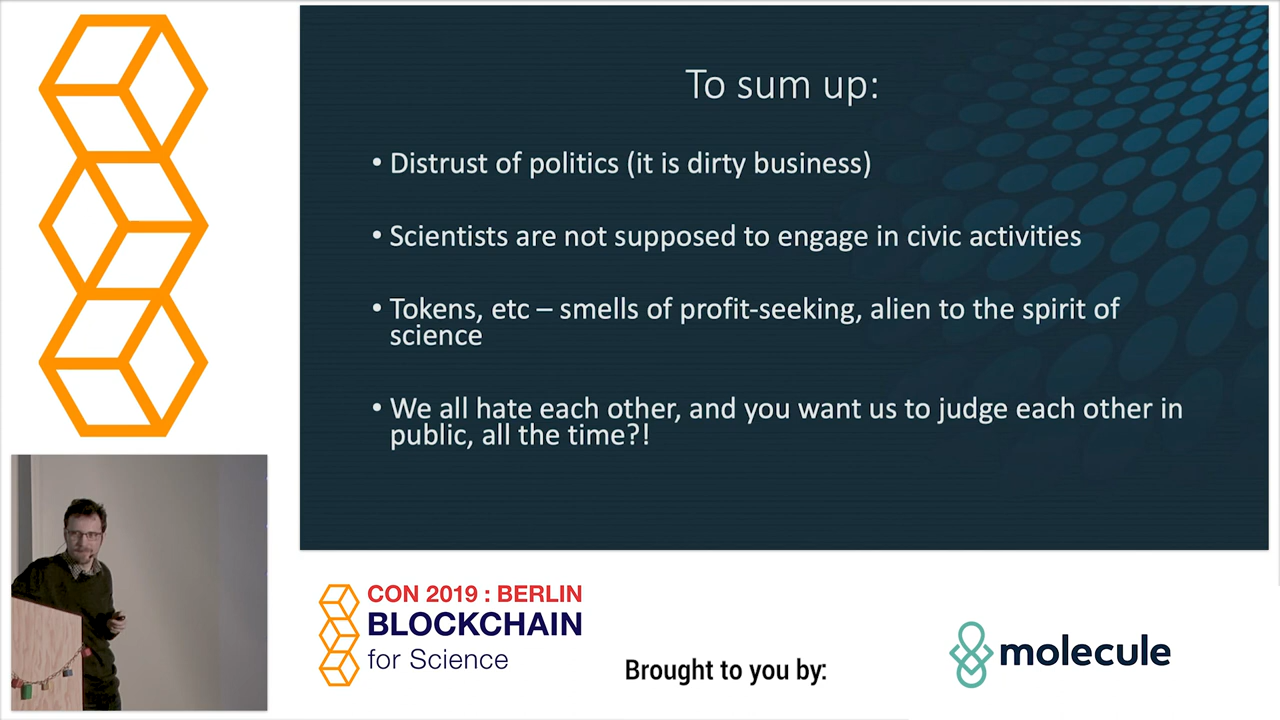 To sum up:
• Distrust of politics (it is dirty business)
• Scientists are not supposed to engage in civic activities
• Tokens, etc – smells of profit-seeking, alien to the spirit of
science
• We all hate each other, and you want us to judge each other in
public, all the time?!
CON 2019 : BERLIN
BLOCKCHAIN
for Science
Brought to you by:
molecule